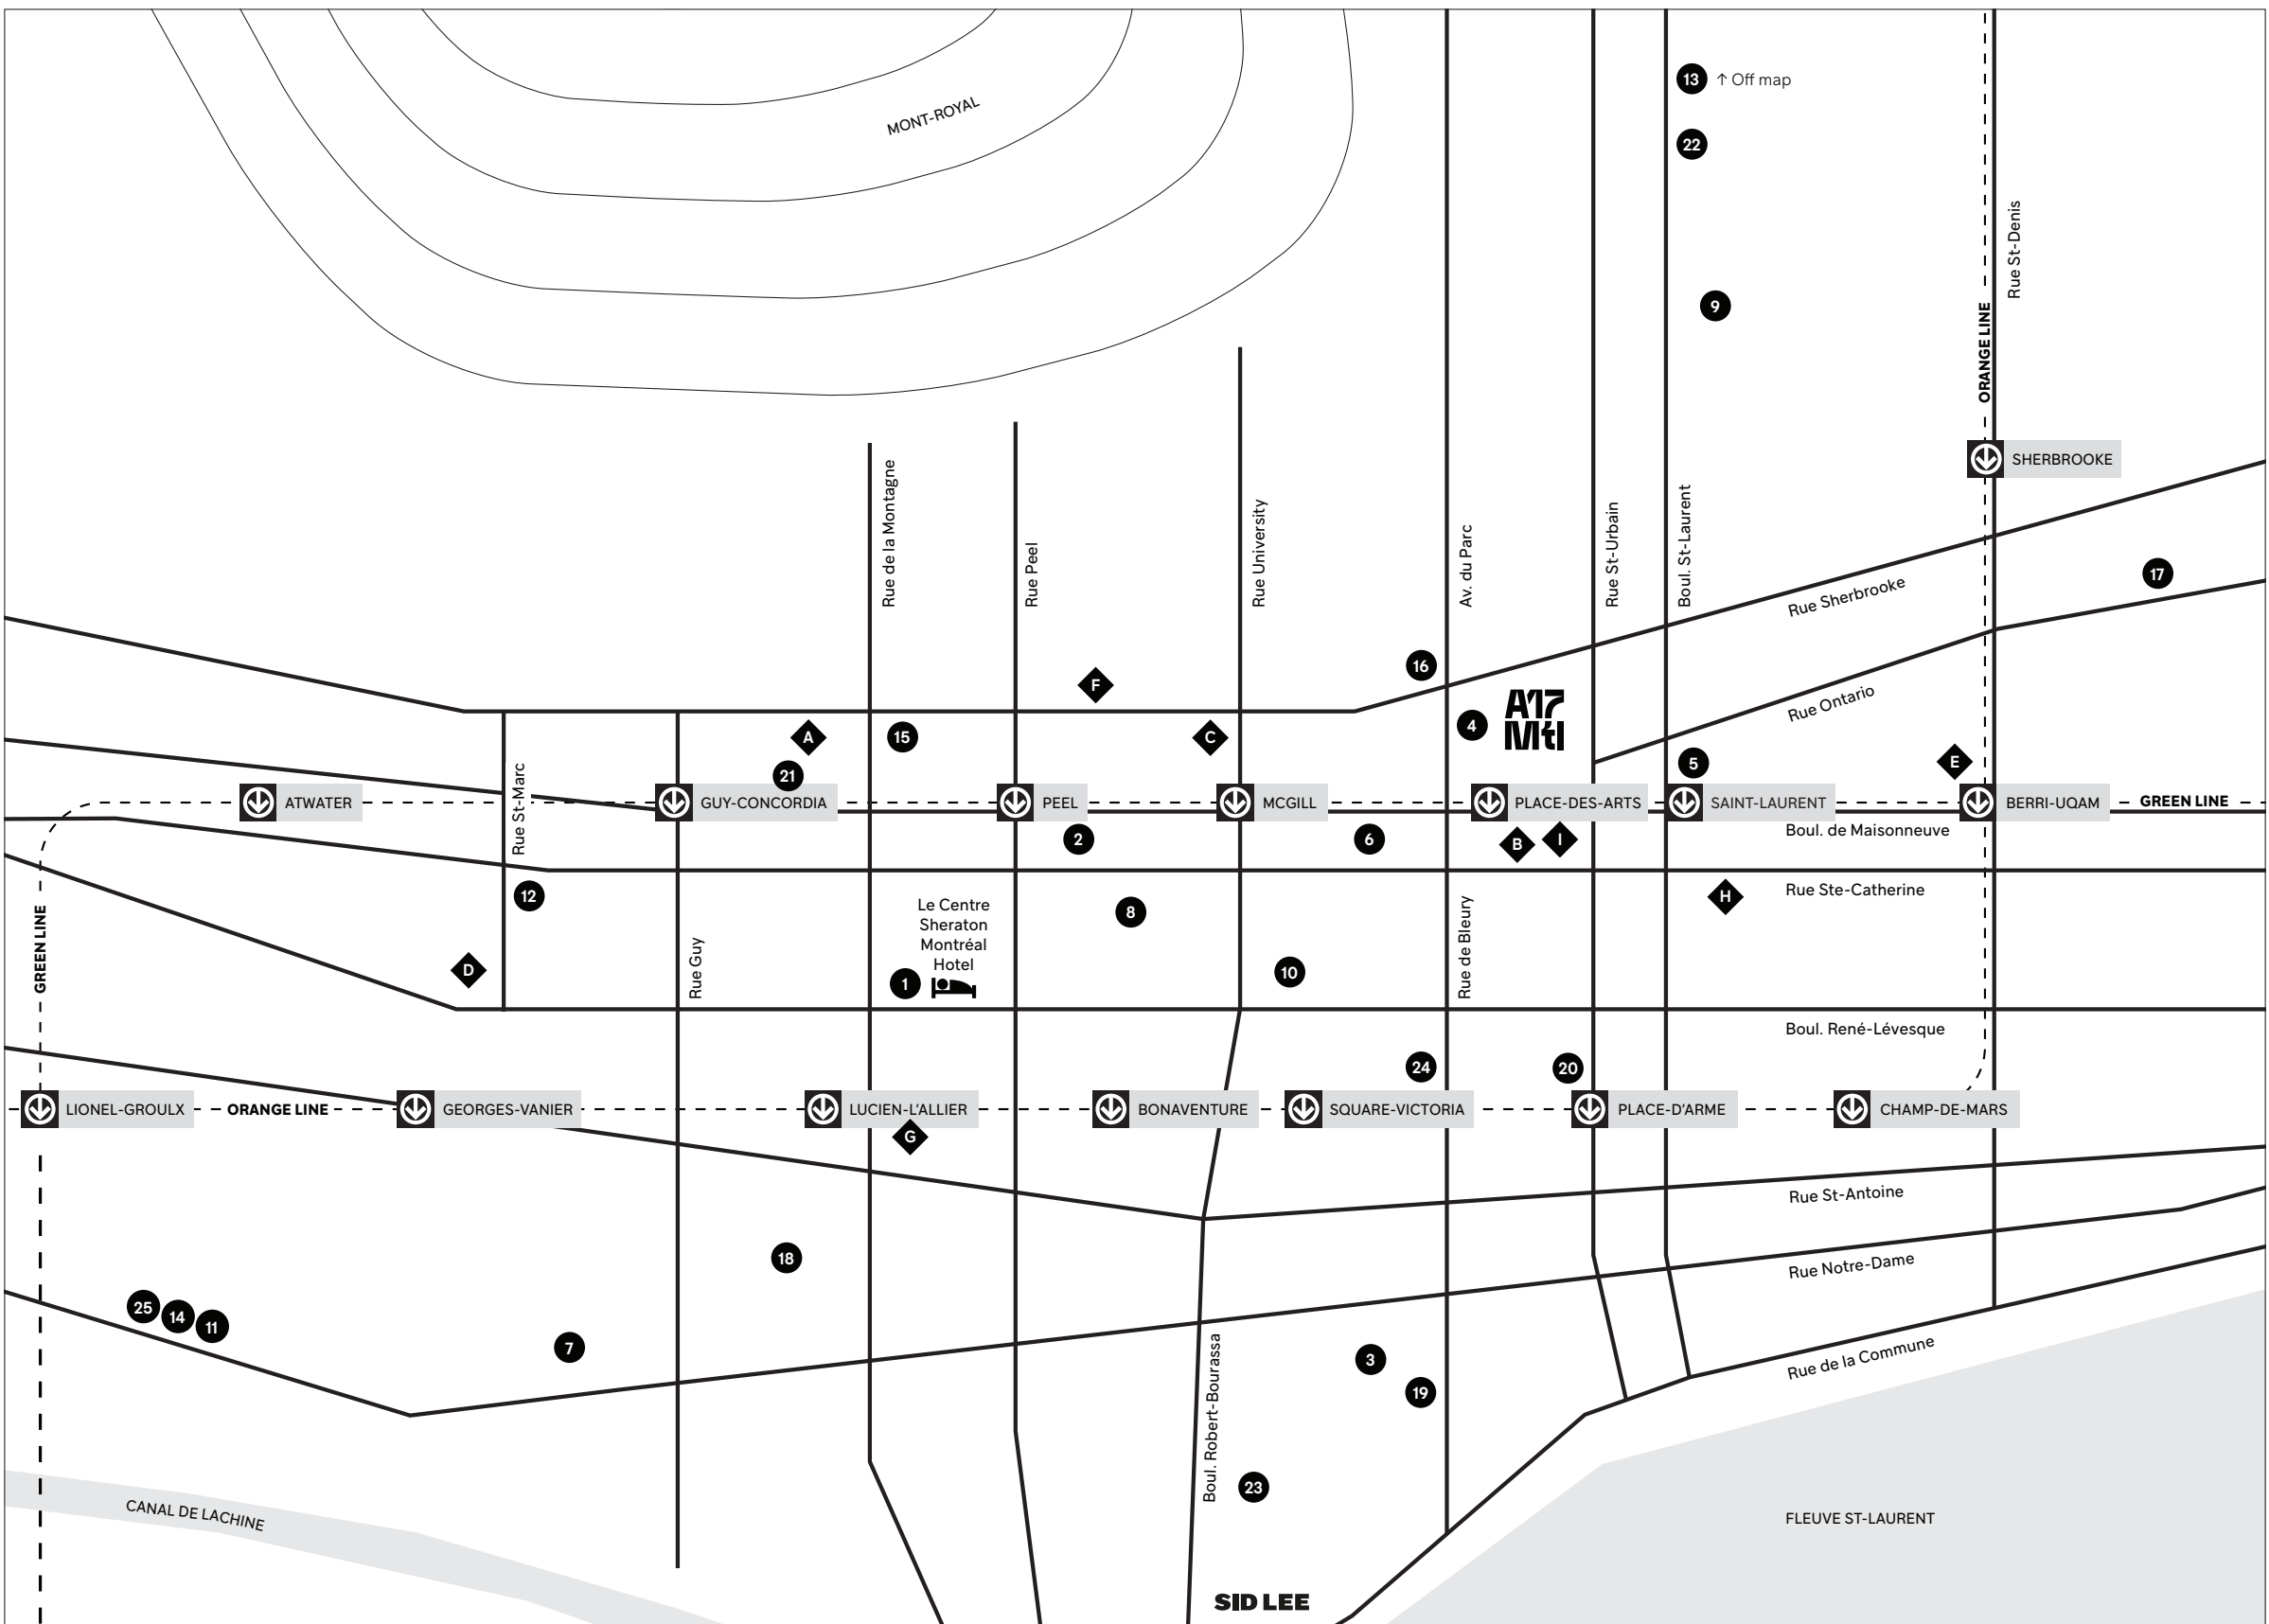 13 ↑ Off map
MONT-ROYAL
22
Rue St-Denis
9
ORANGE LINE
SHERBROOKE
Rue de la Montagne
Rue Peel
Rue University
Av. du Parc
Rue St-Urbain
Boul. St-Laurent
17
Rue Sherbrooke
16
F
Rue Ontario
A17
Mtl
4
A
15
C
21
5
E
Rue St-Marc
ATWATER
GUY-CONCORDIA
PEEL
MCGILL
PLACE-DES-ARTS
SAINT-LAURENT
BERRI-UQAM
GREEN LINE
Boul. de Maisonneuve
2
6
B
I
Rue Ste-Catherine
12
H
Le Centre
Sheraton
Montréal
Hotel
8
GREEN LINE
D
Rue Guy
1
10
Rue de Bleury
Boul. René-Lévesque
24
20
LIONEL-GROULX
ORANGE LINE
GEORGES-VANIER
LUCIEN-L'ALLIER
BONAVENTURE
SQUARE-VICTORIA
PLACE-D'ARME
CHAMP-DE-MARS
G
Rue St-Antoine
18
Rue Notre-Dame
25
14
11
7
3
Rue de la Commune
19
Boul. Robert-Bourassa
23
CANAL DE LACHINE
FLEUVE ST-LAURENT
SID LEE